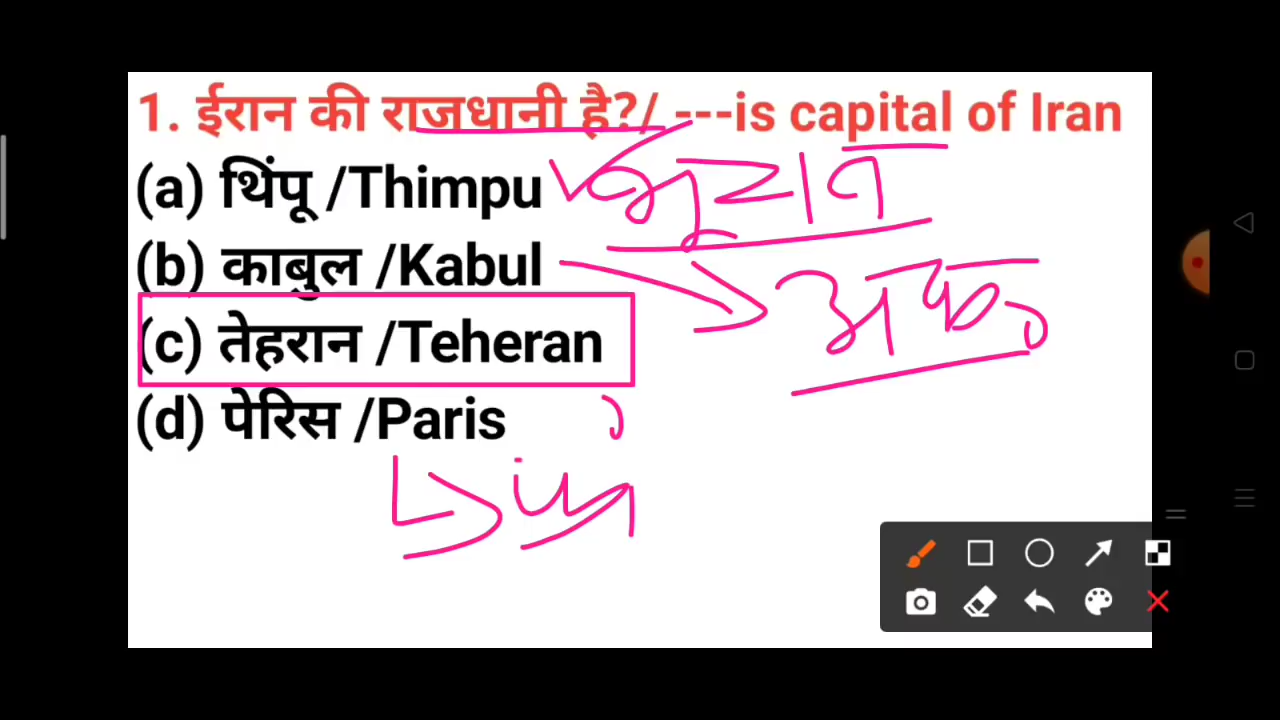 1. ईरान की राजधानी है?/ ---is capital of Iran
(a) थिंपू /Thimpu
(b) काबुल /Kabul
(c) तेहरान /Teheran
(d) पेरिस /Paris